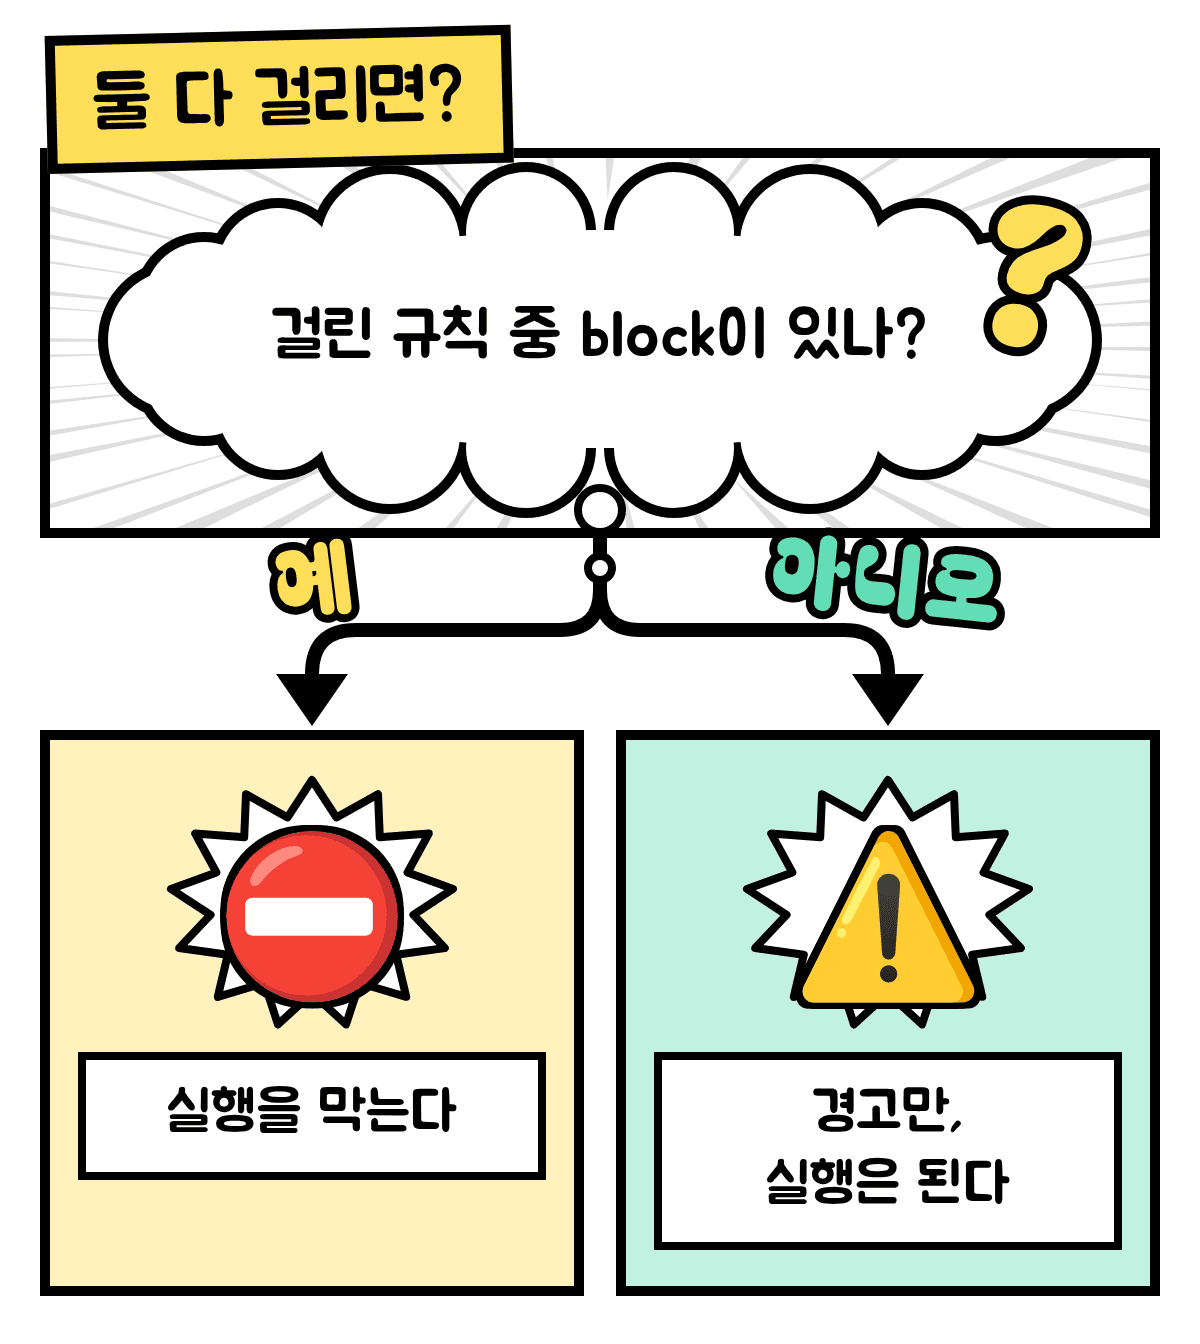 둘 다 걸리면?
걸린 규칙 중 block이 있나?
?
예
아니오
실행을 막는다
경고만,
실행은 된다